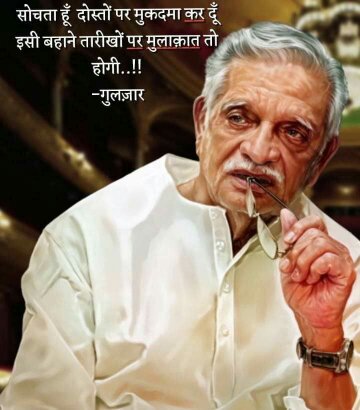 सोचता हूँ दोस्तों पर मुकदमा कर दूँ
इसी बहाने तारीखों पर मुलाक़ात तो
होगी..!!
-गुलज़ार